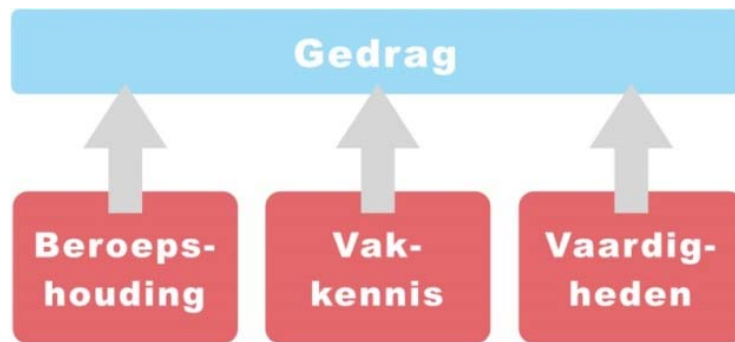 Gedrag
Beroeps-
houding
Vak-
kennis
Vaardig-
heden